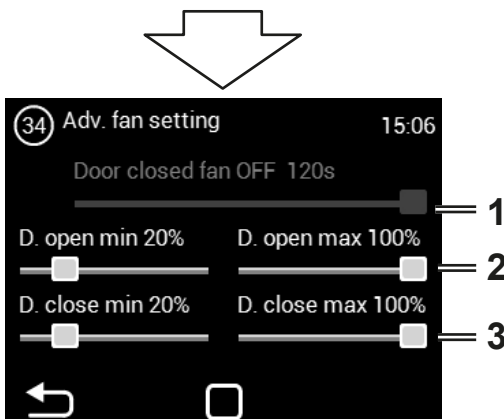 34 Adv. fan setting 15:06
Door closed fan OFF 120s
1
D. open min 20% D. open max 100%
2
D. close min 20% D. close max 100%
3